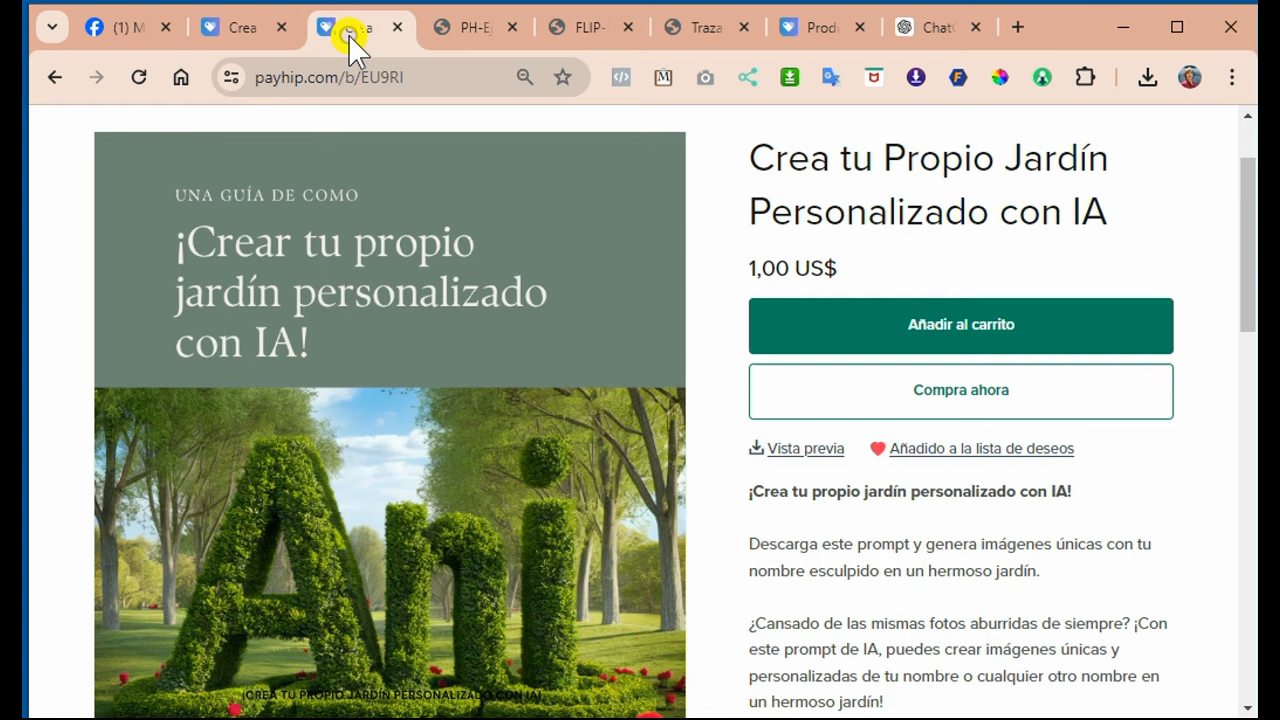 (1) M
Crea
Crea
PH-Ej
FLIP-
Traza
Produ
ChatG
payhip.com/b/EU9RI
UNA GUÍA DE COMO
¡Crear tu propio
jardín personalizado
con IA!
Ani
¡CREA TU PROPIO JARDÍN PERSONALIZADO CON IA!
Crea tu Propio Jardín
Personalizado con IA
1,00 US$
Añadir al carrito
Compra ahora
Vista previa
Añadido a la lista de deseos
¡Crea tu propio jardín personalizado con IA!
Descarga este prompt y genera imágenes únicas con tu
nombre esculpido en un hermoso jardín.
¿Cansado de las mismas fotos aburridas de siempre? ¡Con
este prompt de IA, puedes crear imágenes únicas y
personalizadas de tu nombre o cualquier otro nombre en
un hermoso jardín!